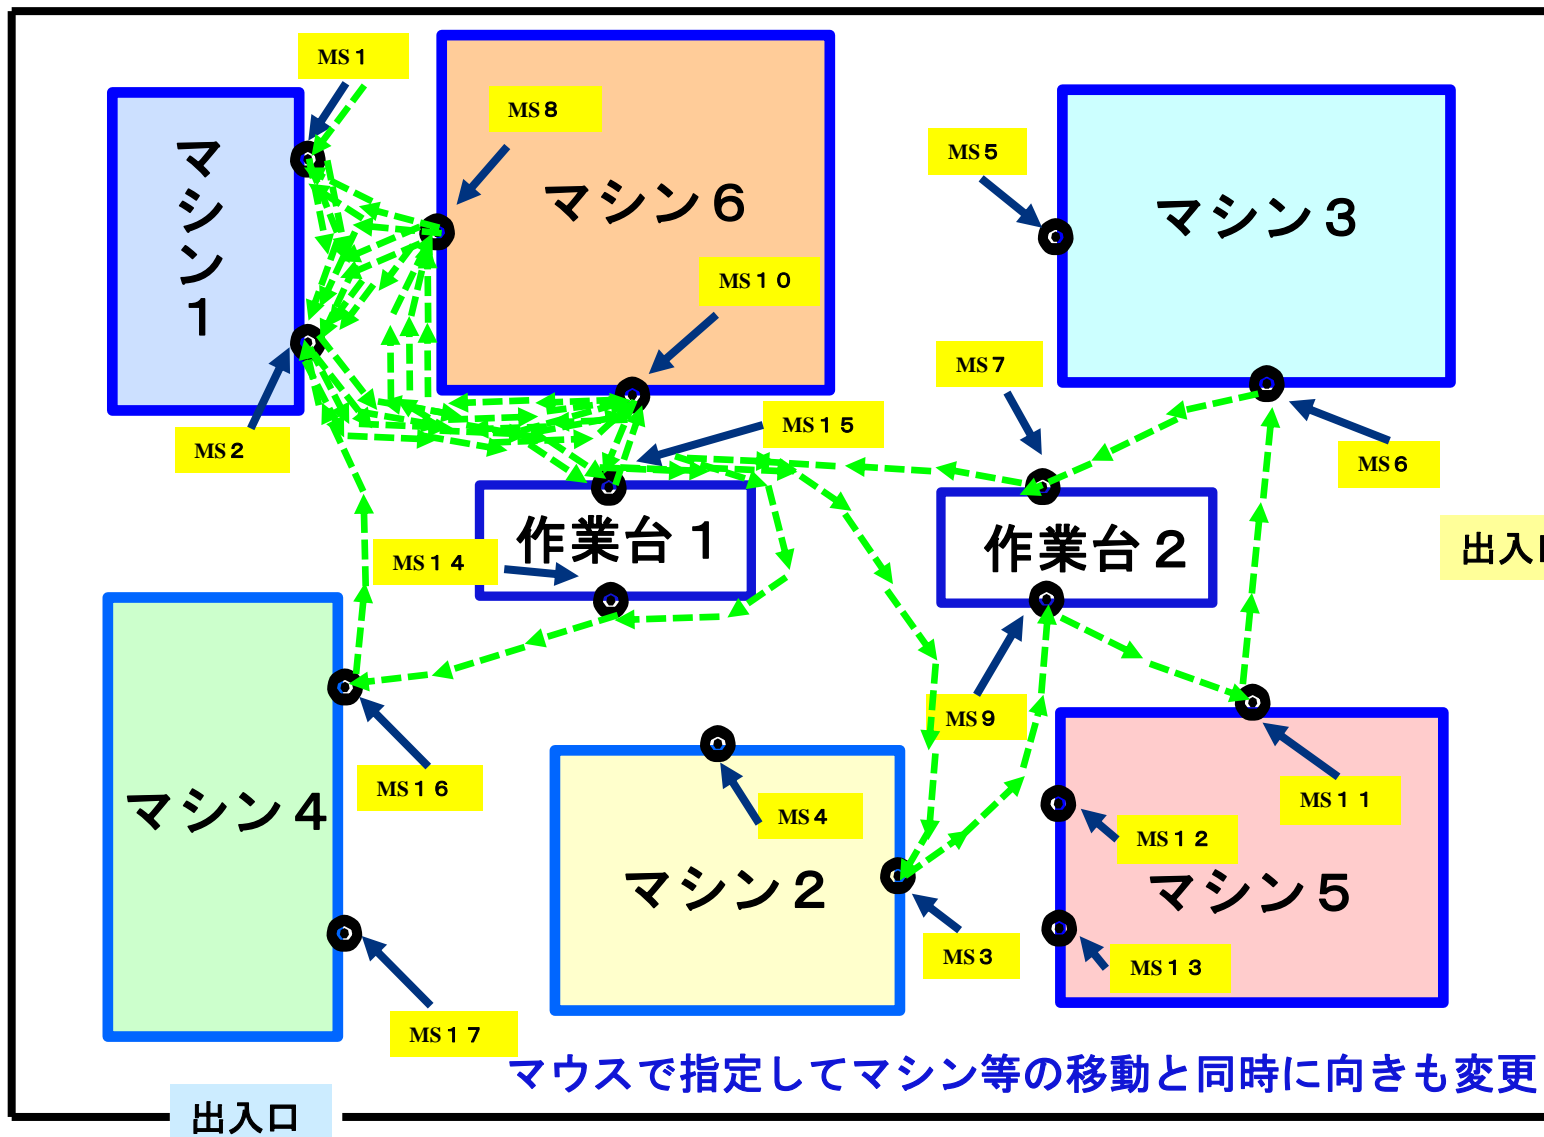 MS１
MS８
マシン１
マシン６
MS５
マシン３
MS１０
MS７
MS２
MS１５
MS６
作業台１
作業台２
出入口
MS１４
MS９
MS１６
マシン４
MS４
MS１１
MS１２
マシン２
マシン５
MS３
MS１３
MS１７
マウスで指定してマシン等の移動と同時に向きも変更
出入口